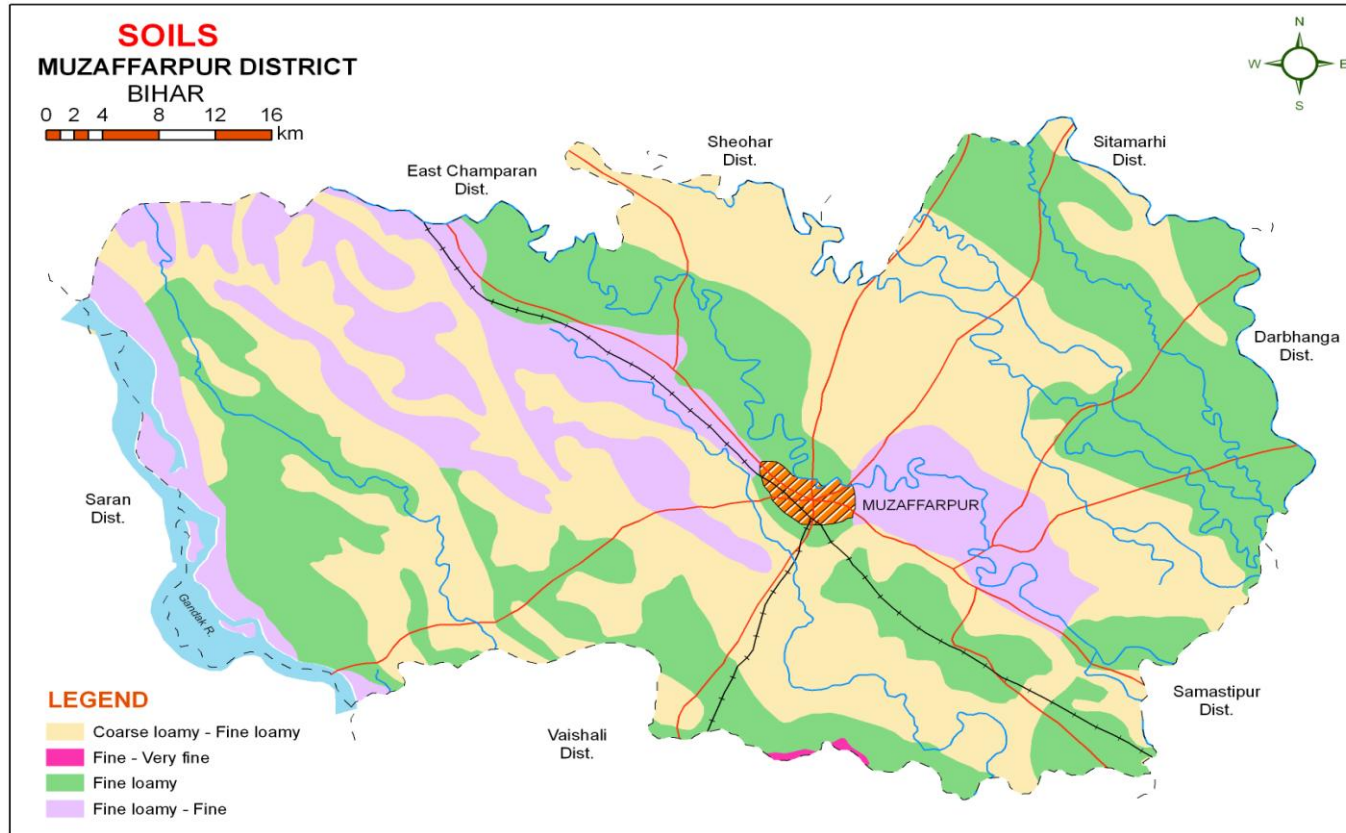 SOILS
MUZAFFARPUR DISTRICT
BIHAR
0 2 4 8 12 16
km
N
W E
S
Sheohar
Dist.
Sitamarhi
Dist.
East Champaran
Dist.
Darbhanga
Dist.
Saran
Dist.
MUZAFFARPUR
Gandak R.
Samastipur
Dist.
Vaishali
Dist.
LEGEND
Coarse loamy - Fine loamy
Fine - Very fine
Fine loamy
Fine loamy - Fine